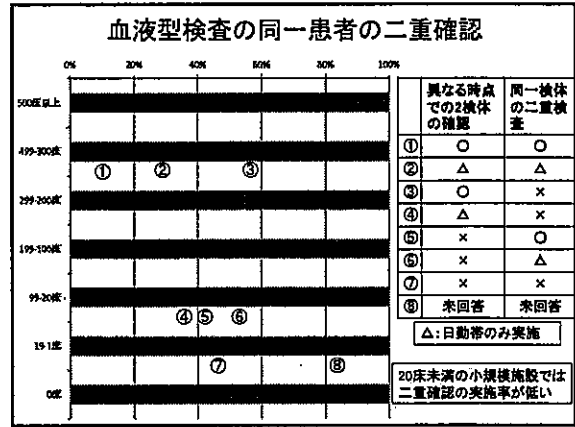 血液型検査の同一患者の二重確認
0% 20% 40% 60% 80% 100%
500床以上
499-300床
299-200床
199-100床
99-20床
19-1床
0床
① ② ③
④ ⑤ ⑥
⑦ ⑧
異なる時点での2検体の確認 同一検体の二重検査
① ○ ○
② △ △
③ ○ ×
④ △ ×
⑤ × ○
⑥ × △
⑦ × ×
⑧ 未回答 未回答
△:日勤帯のみ実施
20床未満の小規模施設では
二重確認の実施率が低い